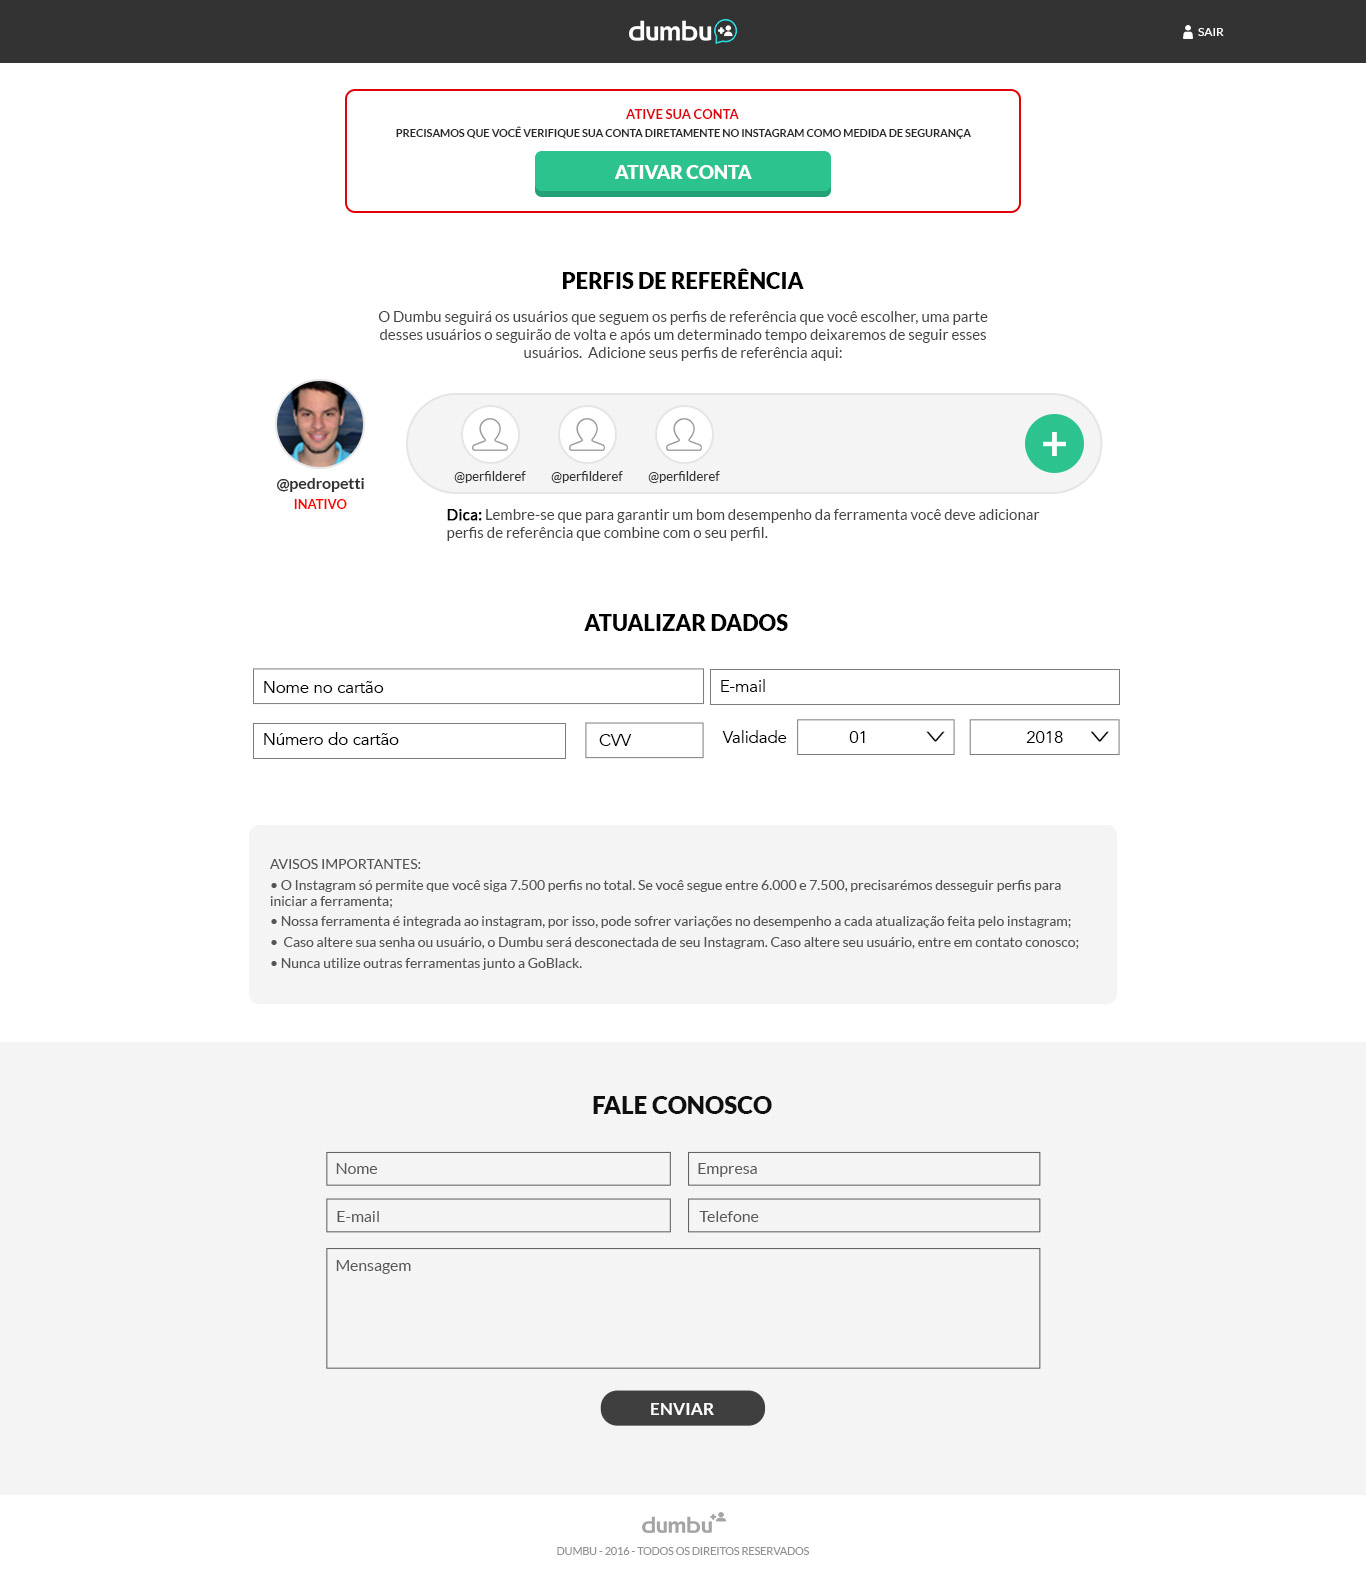 dumbu
SAIR
ATIVE SUA CONTA
PRECISAMOS QUE VOCÊ VERIFIQUE SUA CONTA DIRETAMENTE NO INSTAGRAM COMO MEDIDA DE SEGURANÇA
ATIVAR CONTA
PERFIS DE REFERÊNCIA
O Dumbu seguirá os usuários que seguem os perfis de referência que você escolher, uma parte
desses usuários o seguirão de volta e após um determinado tempo deixaremos de seguir esses
usuários. Adicione seus perfis de referência aqui:
@pedropetti
INATIVO
@perfilderef @perfilderef @perfilderef
Dica: Lembre-se que para garantir um bom desempenho da ferramenta você deve adicionar
perfis de referência que combine com o seu perfil.
ATUALIZAR DADOS
Nome no cartão E-mail
Número do cartão CVV Validade 01 2018
AVISOS IMPORTANTES:
• O Instagram só permite que você siga 7.500 perfis no total. Se você segue entre 6.000 e 7.500, precisarémos desseguir perfis para
iniciar a ferramenta;
• Nossa ferramenta é integrada ao instagram, por isso, pode sofrer variações no desempenho a cada atualização feita pelo instagram;
• Caso altere sua senha ou usuário, o Dumbu será desconectada de seu Instagram. Caso altere seu usuário, entre em contato conosco;
• Nunca utilize outras ferramentas junto a GoBlack.
FALE CONOSCO
Nome Empresa
E-mail Telefone
Mensagem
ENVIAR
dumbu
DUMBU - 2016 - TODOS OS DIREITOS RESERVADOS